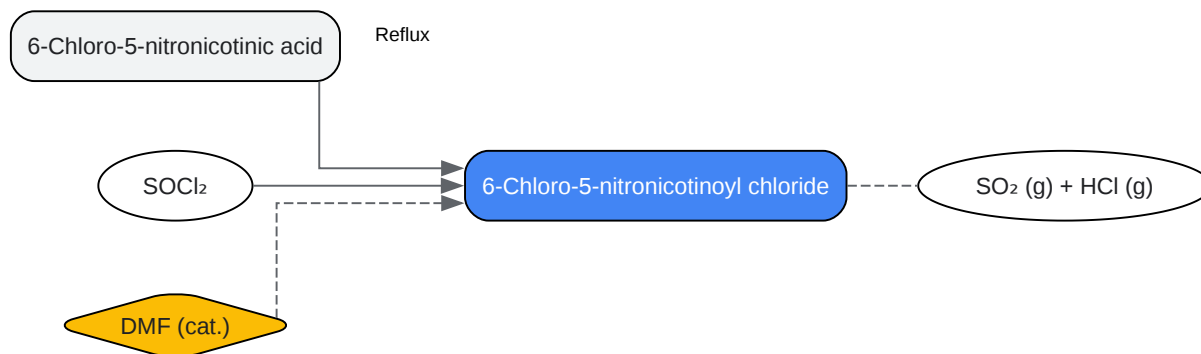 6-Chloro-5-nitronicotinic acid
Reflux
SOCl₂
6-Chloro-5-nitronicotinoyl chloride
SO₂ (g) + HCl (g)
DMF (cat.)